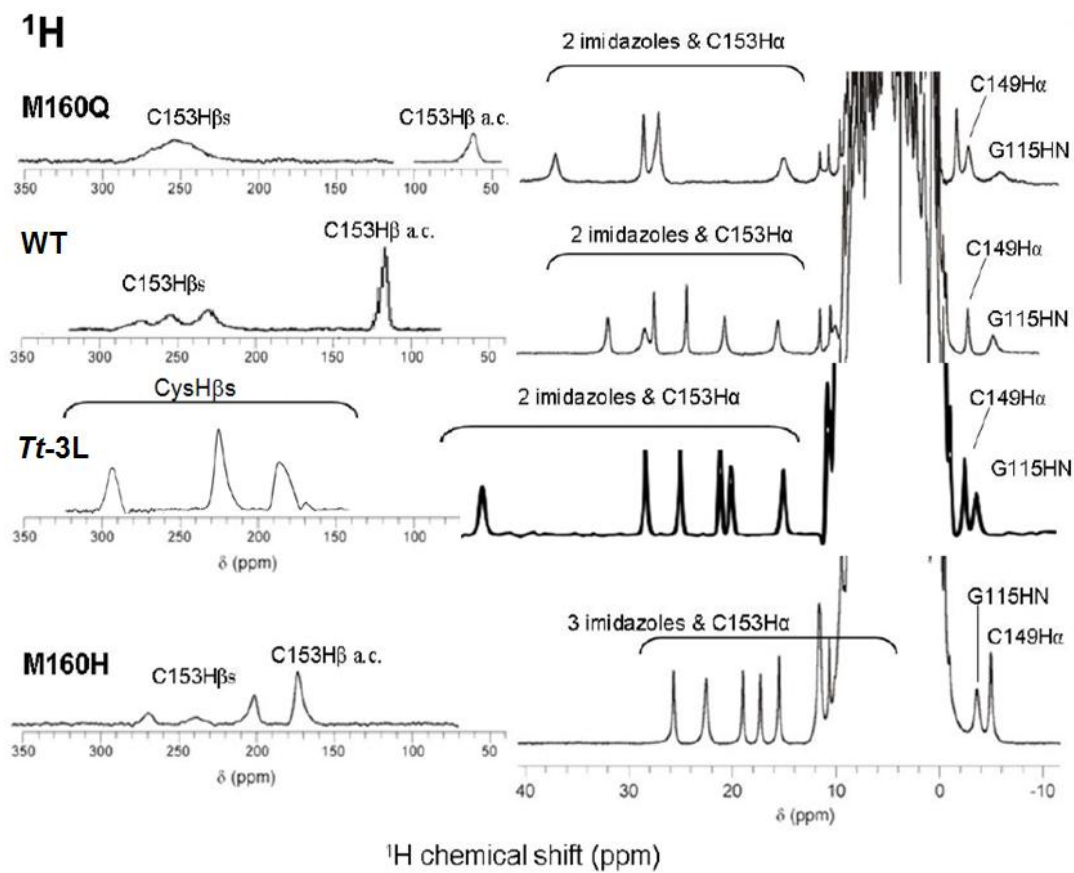 ¹H
2 imidazoles & C153Hα
M160Q
C153Hβs
C153Hβ a.c.
C149Hα
G115HN
350 300 250 200 150 100 50
WT
C153Hβ a.c.
2 imidazoles & C153Hα
C153Hβs
C149Hα
G115HN
350 300 250 200 150 100 50
CysHβs
2 imidazoles & C153Hα
C149Hα
Tt-3L
G115HN
300 250 200 150 100
δ (ppm)
3 imidazoles & C153Hα
G115HN
M160H
C153Hβs
C153Hβ a.c.
C149Hα
350 300 250 200 150 100 50
δ (ppm)
40 30 20 10 0 -10
δ (ppm)
¹H chemical shift (ppm)